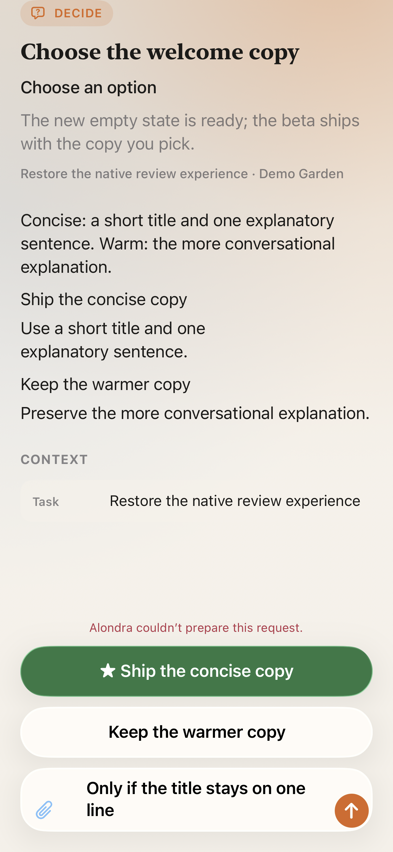 DECIDE
Choose the welcome copy
Choose an option
The new empty state is ready; the beta ships
with the copy you pick.
Restore the native review experience · Demo Garden
Concise: a short title and one explanatory
sentence. Warm: the more conversational
explanation.
Ship the concise copy
Use a short title and one
explanatory sentence.
Keep the warmer copy
Preserve the more conversational explanation.
CONTEXT
Task Restore the native review experience
Alondra couldn’t prepare this request.
Ship the concise copy
Keep the warmer copy
Only if the title stays on one
line